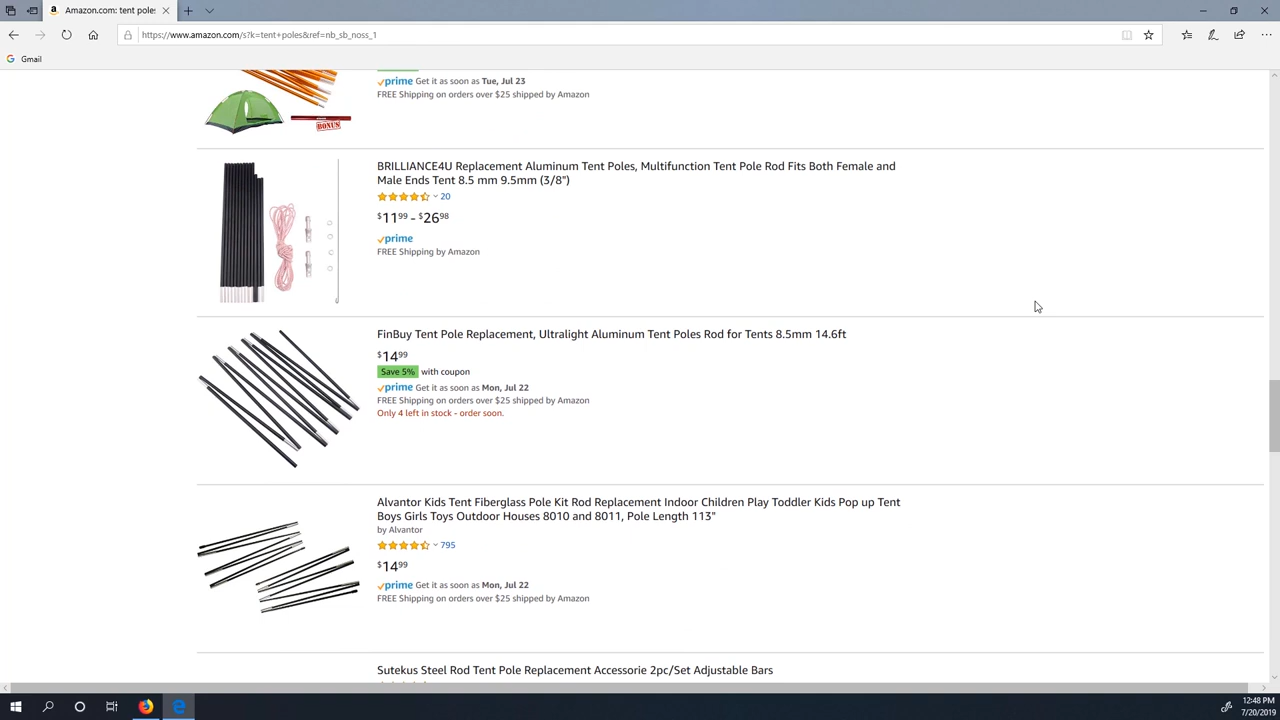 Amazon.com: tent poles
https://www.amazon.com/s?k=tent+poles&ref=nb_sb_noss_1
Gmail
prime Get it as soon as Tue, Jul 23
FREE Shipping on orders over $25 shipped by Amazon
BONUS
BRILLIANCE4U Replacement Aluminum Tent Poles, Multifunction Tent Pole Rod Fits Both Female and
Male Ends Tent 8.5 mm 9.5mm (3/8")
20
$11.99 - $26.98
prime
FREE Shipping by Amazon
FinBuy Tent Pole Replacement, Ultralight Aluminum Tent Poles Rod for Tents 8.5mm 14.6ft
$14.99
Save 5% with coupon
prime Get it as soon as Mon, Jul 22
FREE Shipping on orders over $25 shipped by Amazon
Only 4 left in stock - order soon.
Alvantor Kids Tent Fiberglass Pole Kit Rod Replacement Indoor Children Play Toddler Kids Pop up Tent
Boys Girls Toys Outdoor Houses 8010 and 8011, Pole Length 113"
by Alvantor
795
$14.99
prime Get it as soon as Mon, Jul 22
FREE Shipping on orders over $25 shipped by Amazon
Sutekus Steel Rod Tent Pole Replacement Accessorie 2pc/Set Adjustable Bars
12:48 PM
7/20/2019